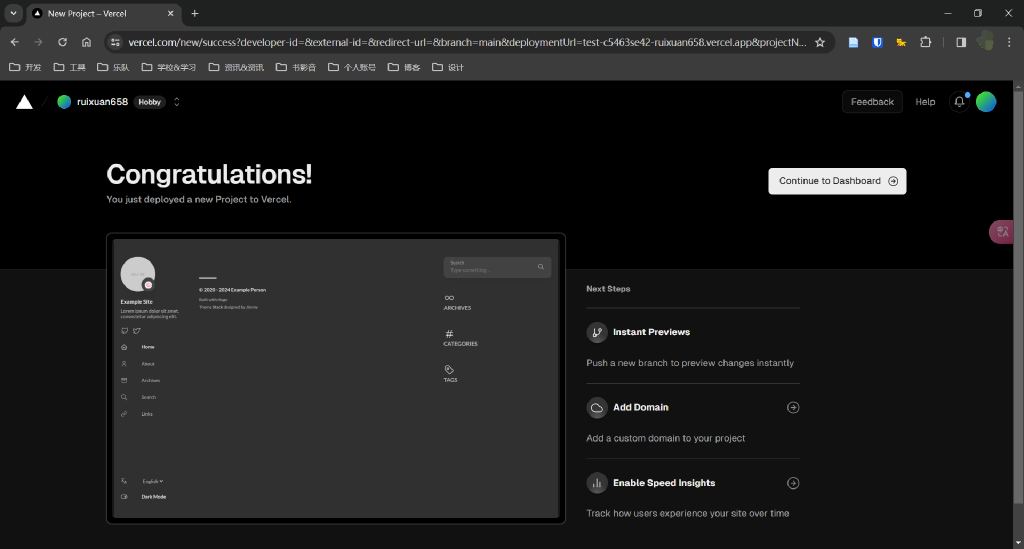 New Project – Vercel
vercel.com/new/success?developer-id=&external-id=&redirect-url=&branch=main&deploymentUrl=test-c5463se42-ruixuan658.vercel.app&projectN...
开发 工具 乐队 学校&学习 资讯&资讯 书影音 个人账号 博客 设计
ruixuan658 Hobby
Feedback Help
Congratulations!
You just deployed a new Project to Vercel.
Continue to Dashboard
Example Site
Lorem ipsum dolor sit amet,
consectetur adipiscing elit.
Home
About
Archives
Search
Links
English
Dark Mode
© 2020 - 2024 Example Person
Built with Hugo
Theme Stack designed by Jimmy
Search
Type something...
ARCHIVES
CATEGORIES
TAGS
Next Steps
Instant Previews
Push a new branch to preview changes instantly
Add Domain
Add a custom domain to your project
Enable Speed Insights
Track how users experience your site over time